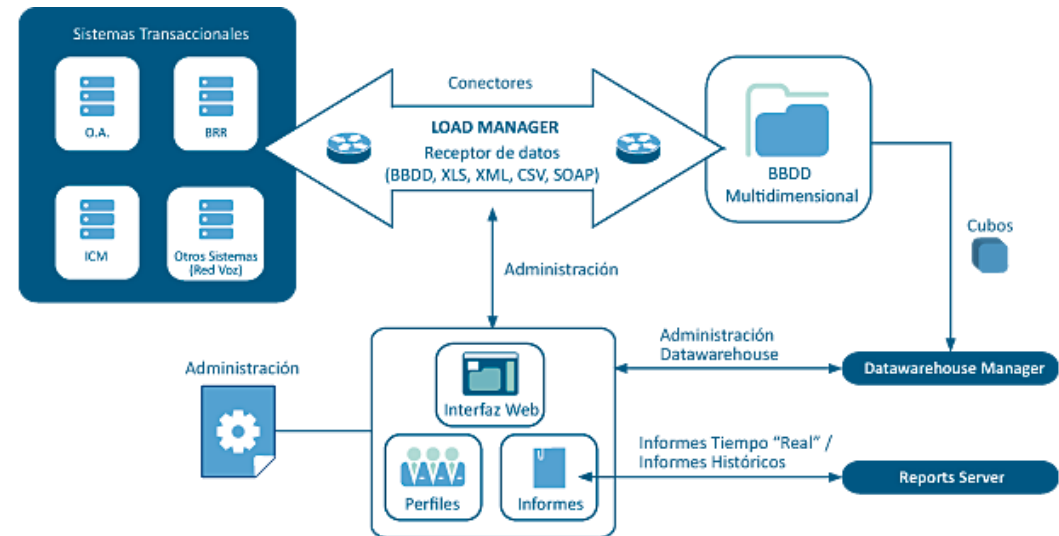 Sistemas Transaccionales
O.A.
BRR
ICM
Otros Sistemas
(Red Voz)
Conectores
LOAD MANAGER
Receptor de datos
(BBDD, XLS, XML, CSV, SOAP)
BBDD
Multidimensional
Cubos
Administración
Administración
Interfaz Web
Perfiles
Informes
Administración
Datawarehouse
Datawarehouse Manager
Informes Tiempo “Real” /
Informes Históricos
Reports Server